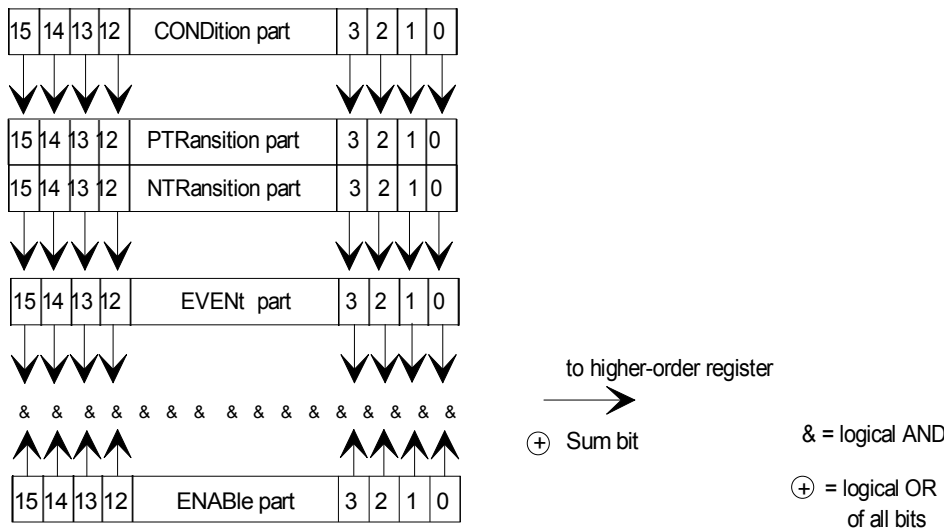 15 14 13 12 CONDition part 3 2 1 0
15 14 13 12 PTRansition part 3 2 1 0
15 14 13 12 NTRansition part 3 2 1 0
15 14 13 12 EVENt part 3 2 1 0
to higher-order register
& & & & & & & & & & & & & & & &
+ Sum bit
& = logical AND
15 14 13 12 ENABle part 3 2 1 0
+ = logical OR
of all bits